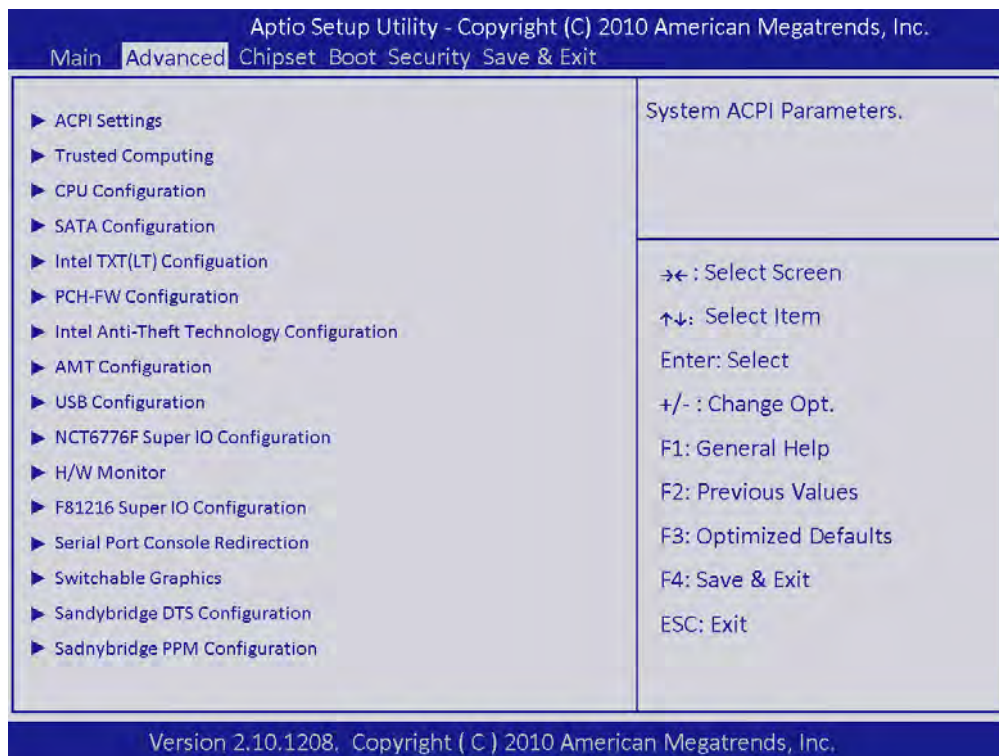 Aptio Setup Utility - Copyright (C) 2010 American Megatrends, Inc.
Main Advanced Chipset Boot Security Save & Exit
► ACPI Settings
► Trusted Computing
► CPU Configuration
► SATA Configuration
► Intel TXT(LT) Configuation
► PCH-FW Configuration
► Intel Anti-Theft Technology Configuration
► AMT Configuration
► USB Configuration
► NCT6776F Super IO Configuration
► H/W Monitor
► F81216 Super IO Configuration
► Serial Port Console Redirection
► Switchable Graphics
► Sandybridge DTS Configuration
► Sadnybridge PPM Configuration
System ACPI Parameters.
→←: Select Screen
↑↓: Select Item
Enter: Select
+/- : Change Opt.
F1: General Help
F2: Previous Values
F3: Optimized Defaults
F4: Save & Exit
ESC: Exit
Version 2.10.1208. Copyright ( C ) 2010 American Megatrends, Inc.